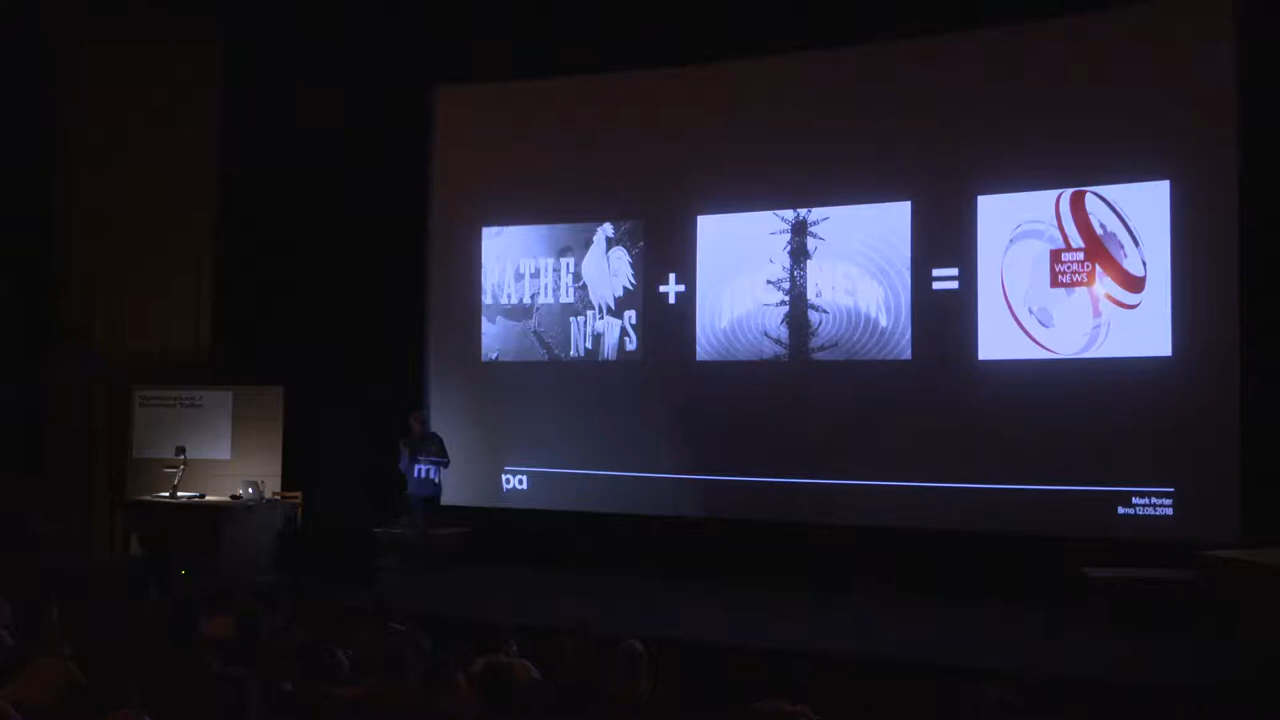 PATHE
NEWS
+
=
BBC
WORLD
NEWS
m
pa
Mark Porter
Brno 12.05.2018